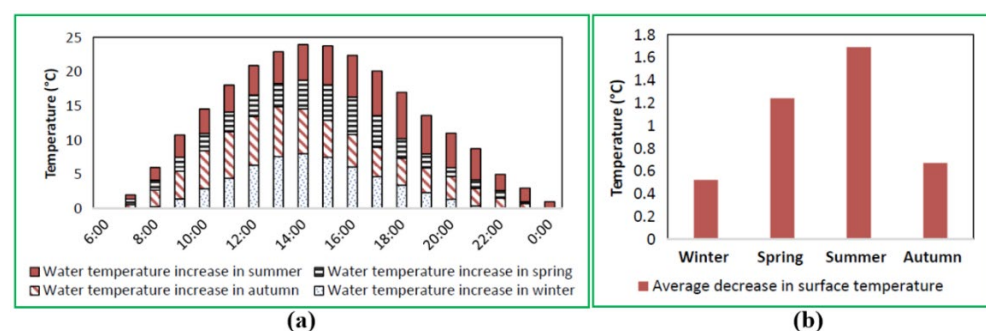 Temperature (°C)
25
20
15
10
5
0
6:00 8:00 10:00 12:00 14:00 16:00 18:00 20:00 22:00 0:00
Water temperature increase in summer Water temperature increase in spring
Water temperature increase in autumn Water temperature increase in winter
(a)
Temperature (°C)
1.8
1.6
1.4
1.2
1
0.8
0.6
0.4
0.2
0
Winter Spring Summer Autumn
Average decrease in surface temperature
(b)